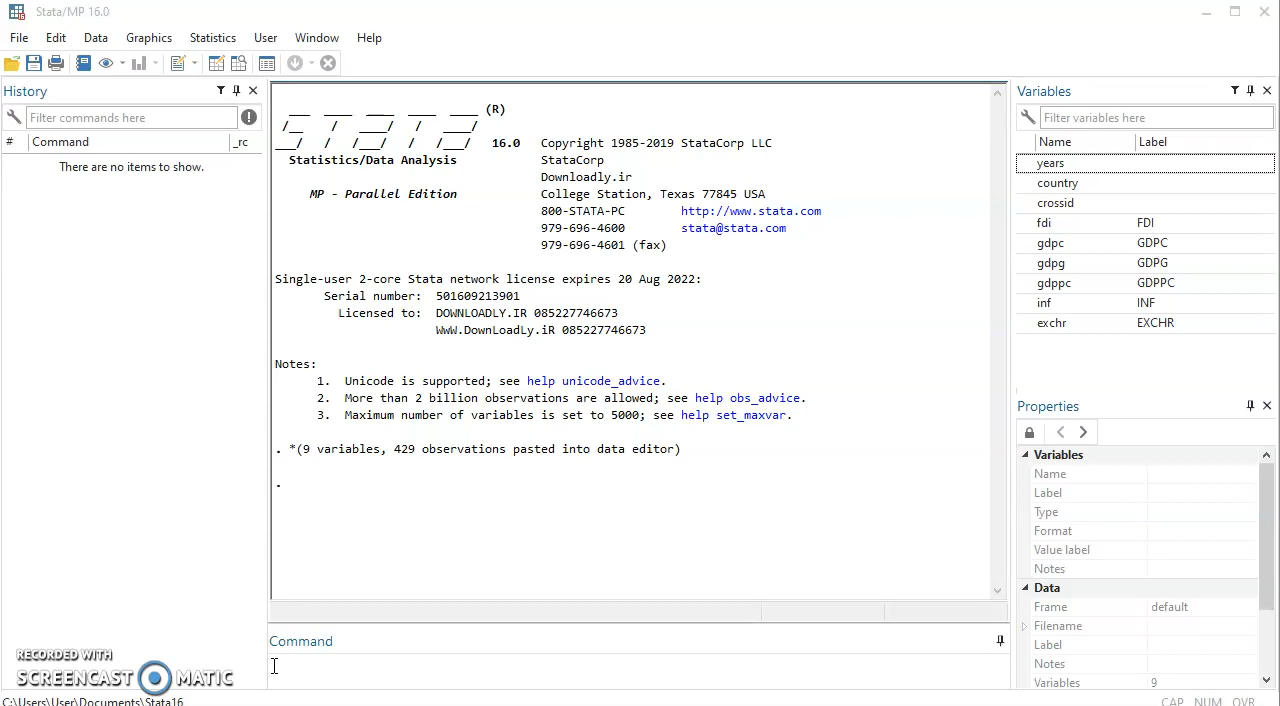 Stata/MP 16.0
File Edit Data Graphics Statistics User Window Help
History
Filter commands here
# Command _rc
There are no items to show.
(R)
16.0 Copyright 1985-2019 StataCorp LLC
Statistics/Data Analysis StataCorp
Downloadly.ir
MP - Parallel Edition College Station, Texas 77845 USA
800-STATA-PC http://www.stata.com
979-696-4600 stata@stata.com
979-696-4601 (fax)
Single-user 2-core Stata network license expires 20 Aug 2022:
Serial number: 501609213901
Licensed to: DOWNLOADLY.IR 085227746673
WwW.DownLoadLy.iR 085227746673
Notes:
1. Unicode is supported; see help unicode_advice.
2. More than 2 billion observations are allowed; see help obs_advice.
3. Maximum number of variables is set to 5000; see help set_maxvar.
. *(9 variables, 429 observations pasted into data editor)
.
Command
Variables
Filter variables here
Name Label
years
country
crossid
fdi FDI
gdpc GDPC
gdpg GDPG
gdppc GDPPC
inf INF
exchr EXCHR
Properties
Variables
Name
Label
Type
Format
Value label
Notes
Data
Frame default
Filename
Label
Notes
Variables 9
RECORDED WITH
SCREENCAST MATIC
C:\Users\User\Documents\Stata16
CAP NUM OVR